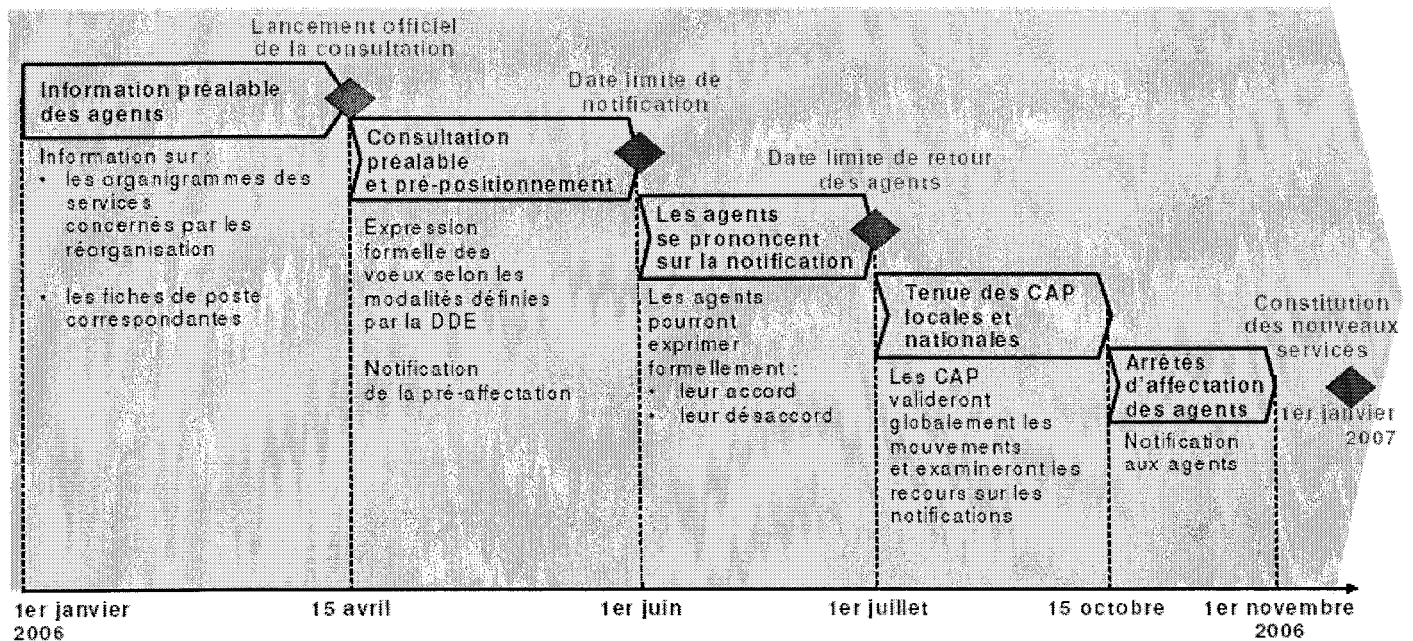 Lancement officiel
de la consultation
Information préalable
des agents
Information sur :
• les organigrammes des
services
concernés par les
réorganisation
• les fiches de poste
correspondantes
Date limite de
notification
Consultation
préalable
et pré-positionnement
Expression
formelle des
voeux selon les
modalités définies
par la DDE
Notification
de la pré-affectation
Date limite de retour
des agents
Les agents
se prononcent
sur la notification
Les agents
pourront
exprimer
formellement :
• leur accord
• leur désaccord
Tenue des CAP
locales et
nationales
Les CAP
valideront
globalement les
mouvements
et examineront les
recours sur les
notifications
Arrêtés
d'affectation
des agents
Notification
aux agents
Constitution
des nouveaux
services
1er janvier
2007
1er janvier
2006
15 avril
1er juin
1er juillet
15 octobre
1er novembre
2006